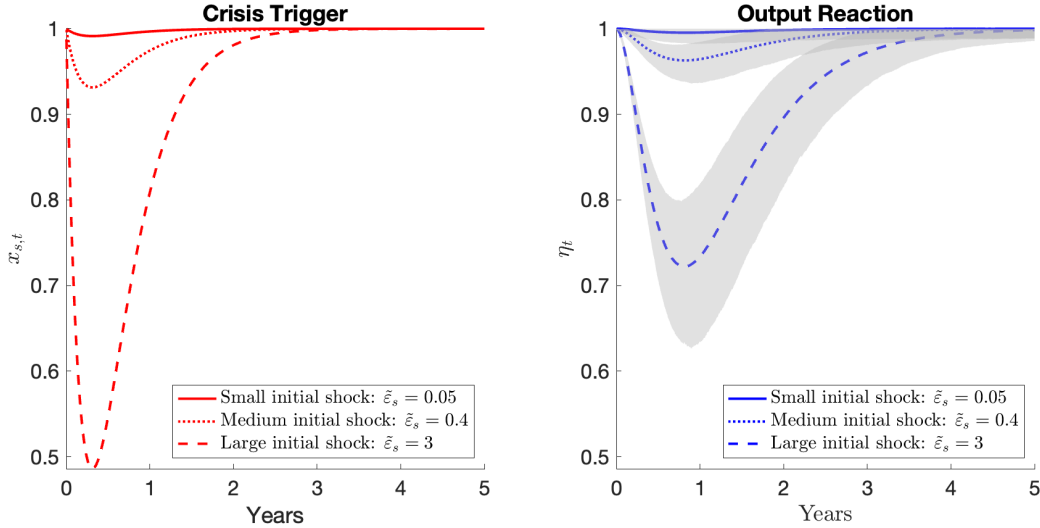 Crisis Trigger
1
0.9
0.8
0.7
0.6
0.5
x_{s,t}
0 1 2 3 4 5
Years
Small initial shock: ε̃_s = 0.05
Medium initial shock: ε̃_s = 0.4
Large initial shock: ε̃_s = 3
Output Reaction
1
0.9
0.8
0.7
0.6
0.5
η_t
0 1 2 3 4 5
Years
Small initial shock: ε̃_s = 0.05
Medium initial shock: ε̃_s = 0.4
Large initial shock: ε̃_s = 3